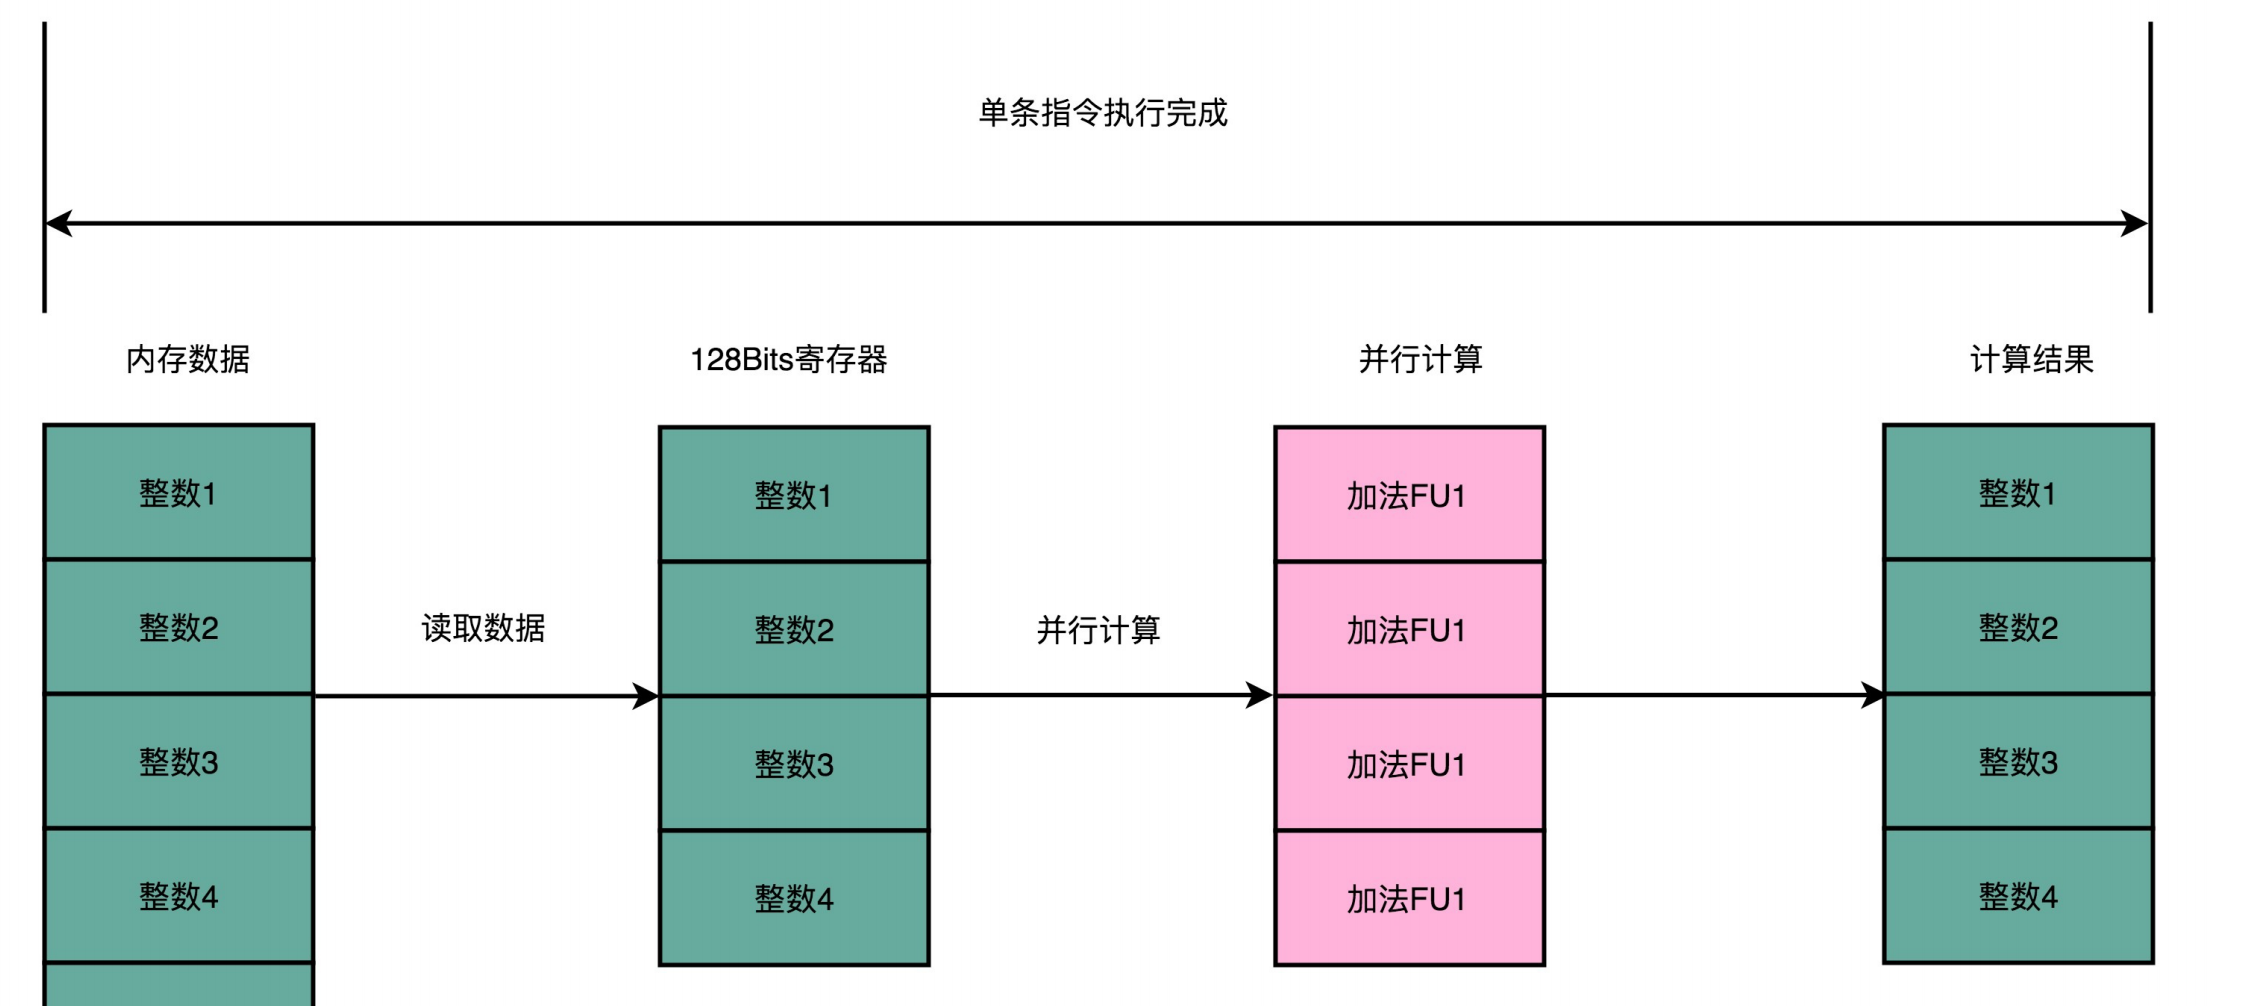 单条指令执行完成
内存数据
128Bits寄存器
并行计算
计算结果
整数1
整数1
加法FU1
整数1
整数2
读取数据
整数2
并行计算
加法FU1
整数2
整数3
整数3
加法FU1
整数3
整数4
整数4
加法FU1
整数4